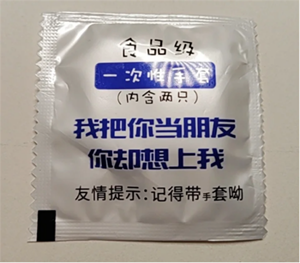 食品级
一次性手套
(内含两只)
我把你当朋友
你却想上我
友情提示:记得带手套呦